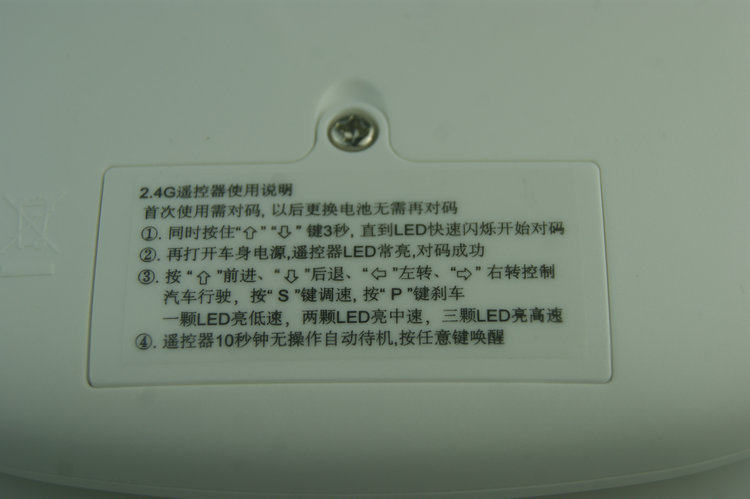 2.4G遥控器使用说明
首次使用需对码, 以后更换电池无需再对码
①. 同时按住“⇧” “⇩” 键3秒, 直到LED快速闪烁开始对码
②. 再打开车身电源,遥控器LED常亮,对码成功
③. 按 “⇧”前进、“⇩”后退、“⇦”左转、“⇨” 右转控制
汽车行驶，按“ S ”键调速, 按“ P ”键刹车
一颗LED亮低速，两颗LED亮中速，三颗LED亮高速
④. 遥控器10秒钟无操作自动待机,按任意键唤醒